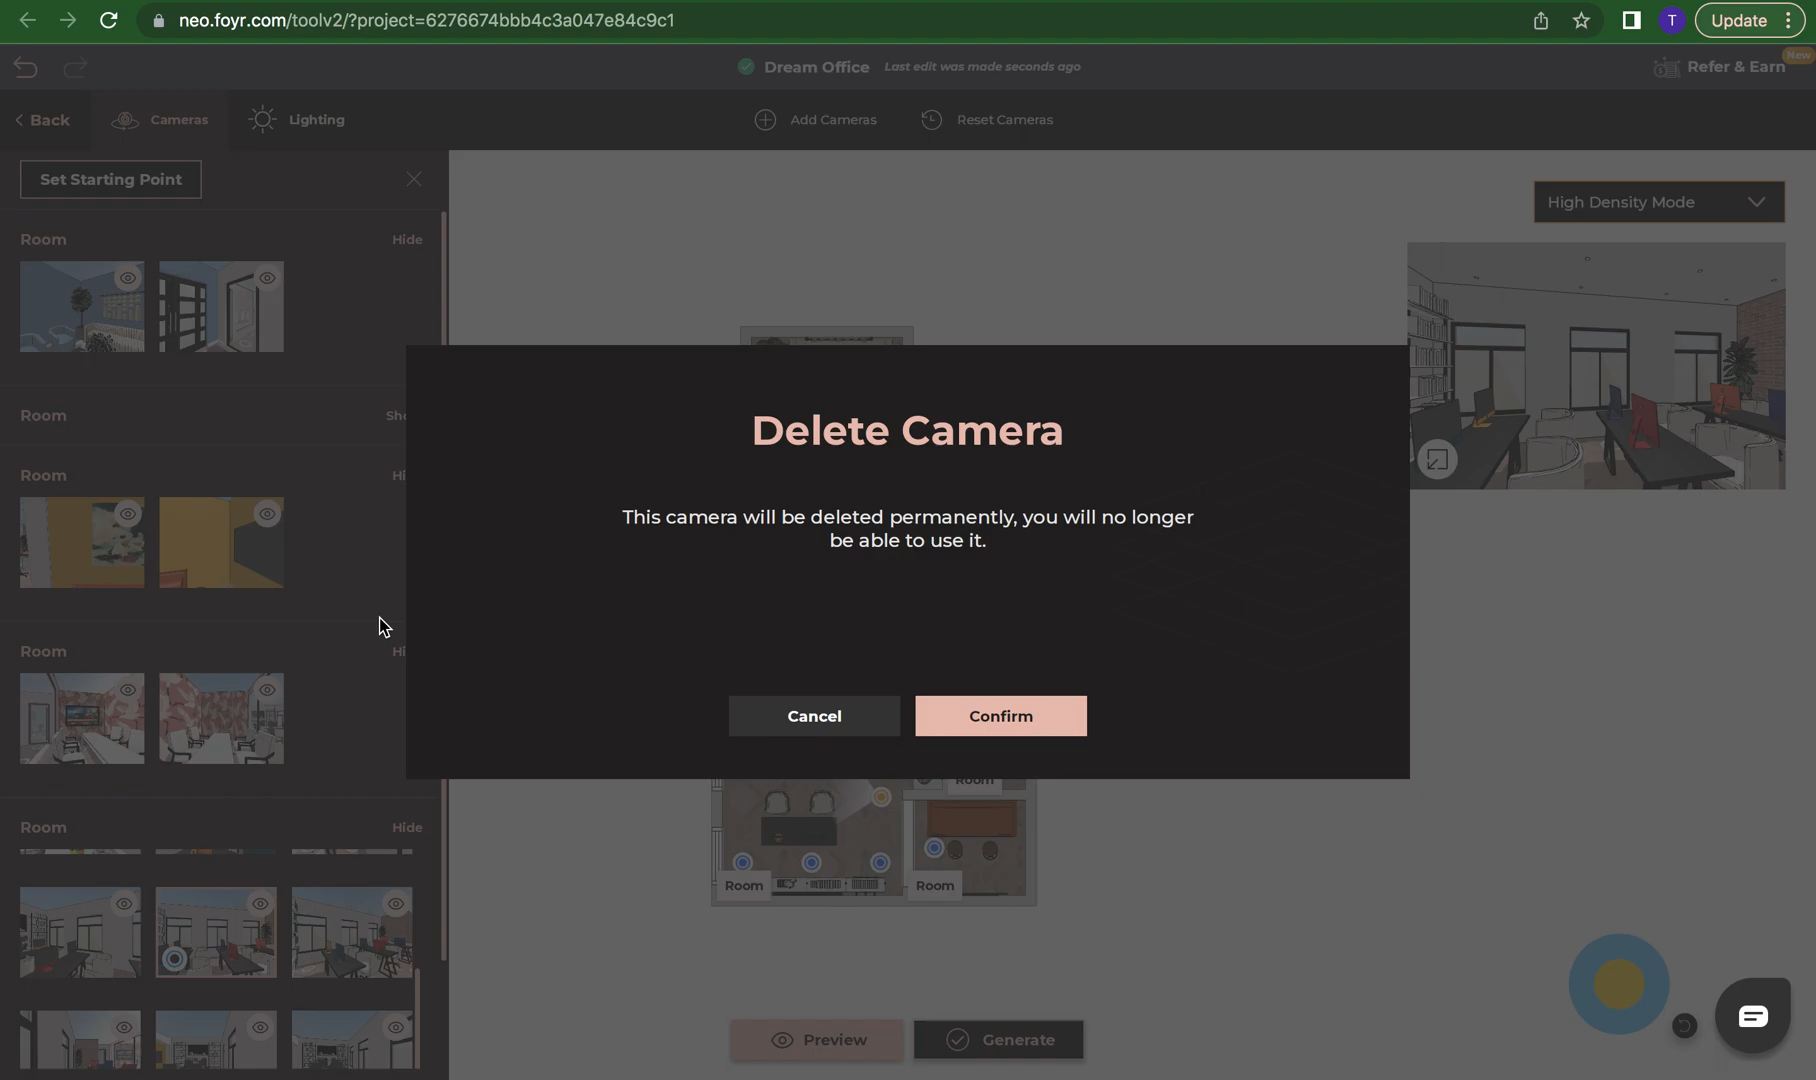 neo.foyr.com/toolv2/?project=6276674bbb4c3a047e84c9c1
T
Update
Dream Office Last edit was made seconds ago
New
Refer & Earn
Back
Cameras
Lighting
Add Cameras
Reset Cameras
Set Starting Point
High Density Mode
Room Hide
Room
Room
Room
Room Hide
Delete Camera
This camera will be deleted permanently, you will no longer
be able to use it.
Cancel
Confirm
Room
Room
Room
Preview
Generate